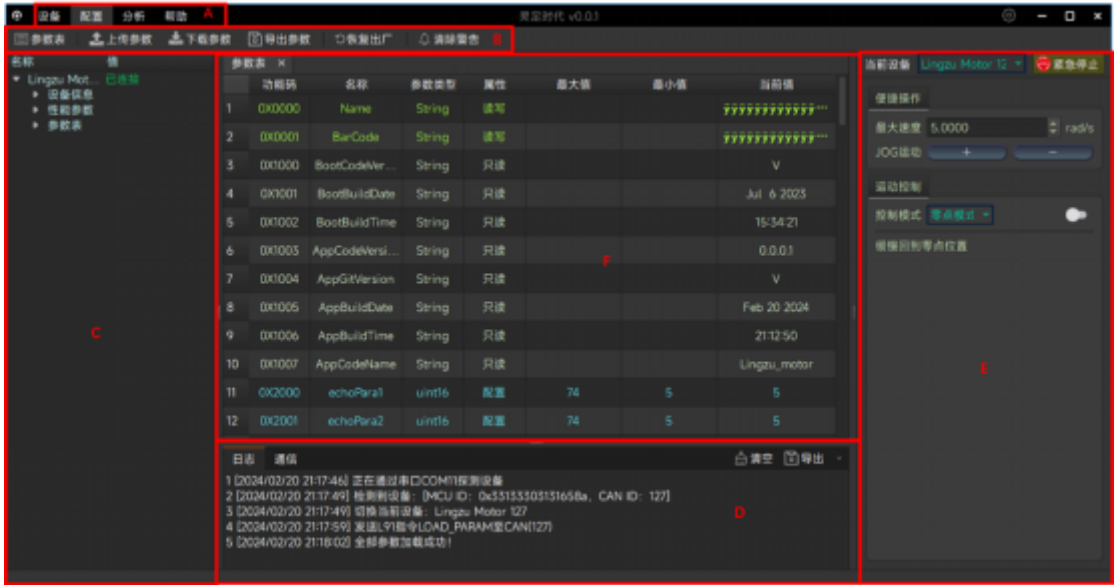 设备 配置 分析 帮助 A
灵足时代 v0.0.1
参数表 上传参数 下载参数 导出参数 恢复出厂 清除警告 B
名称 值
Lingzu Mot... 已连接
设备信息
性能参数
参数表
C
参数表 ×
功能码 名称 参数类型 属性 最大值 最小值 当前值
1 0X0000 Name String 读写 ÿÿÿÿÿÿÿÿÿÿÿÿ...
2 0X0001 BarCode String 读写 ÿÿÿÿÿÿÿÿÿÿÿÿ...
3 0X1000 BootCodeVer... String 只读 V
4 0X1001 BootBuildDate String 只读 Jul 6 2023
5 0X1002 BootBuildTime String 只读 15:34:21
6 0X1003 AppCodeVersi... String 只读 0.0.0.1
7 0X1004 AppGitVersion String 只读 V
8 0X1005 AppBuildDate String 只读 Feb 20 2024
9 0X1006 AppBuildTime String 只读 21:12:50
10 0X1007 AppCodeName String 只读 Lingzu_motor
11 0X2000 echoPara1 uint16 配置 74 5 5
12 0X2001 echoPara2 uint16 配置 74 5 5
F
日志 通信 清空 导出
1 [2024/02/20 21:17:46] 正在通过串口COM11探测设备
2 [2024/02/20 21:17:49] 检测到设备: [MCU ID: 0x33133303131658a, CAN ID: 127]
3 [2024/02/20 21:17:49] 切换当前设备: Lingzu Motor 127
4 [2024/02/20 21:17:59] 发送L91指令LOAD_PARAM至CAN(127)
5 [2024/02/20 21:18:02] 全部参数加载成功!
D
当前设备 Lingzu Motor 12 紧急停止
便捷操作
最大速度 5.0000 rad/s
JOG运动 + -
运动控制
控制模式 零点模式
缓慢回到零点位置
E